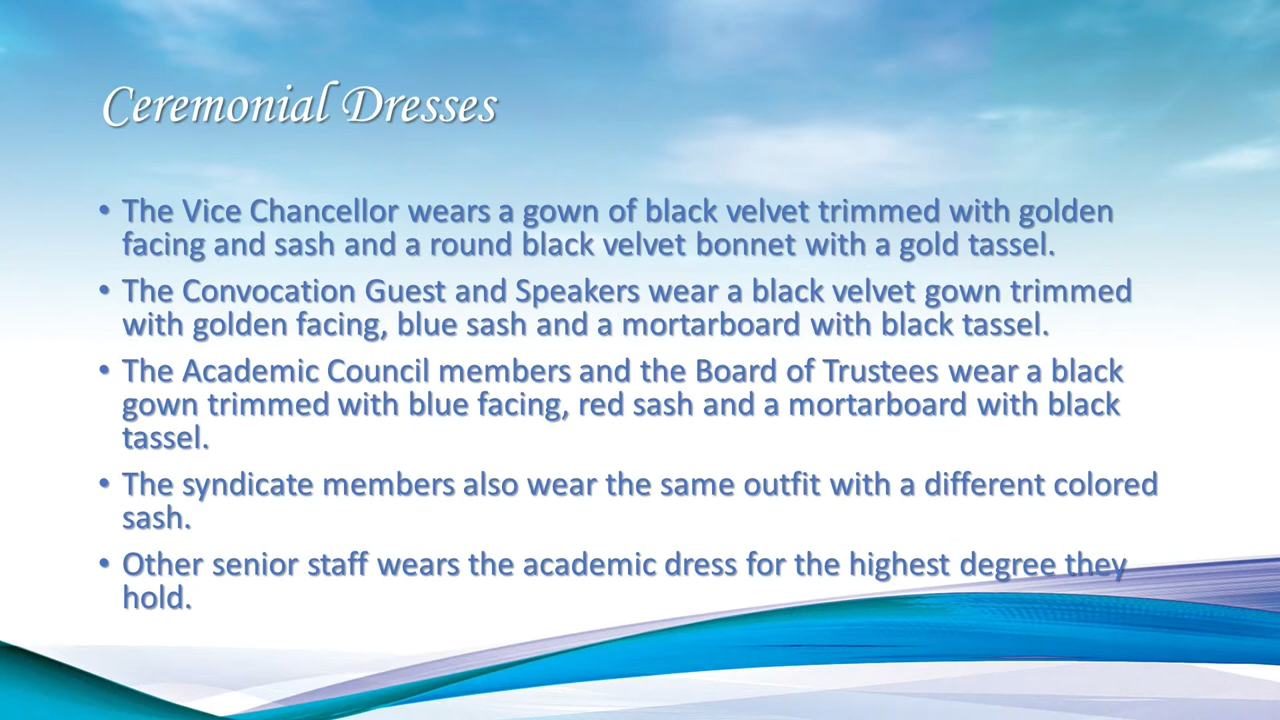 Ceremonial Dresses
• The Vice Chancellor wears a gown of black velvet trimmed with golden
facing and sash and a round black velvet bonnet with a gold tassel.
• The Convocation Guest and Speakers wear a black velvet gown trimmed
with golden facing, blue sash and a mortarboard with black tassel.
• The Academic Council members and the Board of Trustees wear a black
gown trimmed with blue facing, red sash and a mortarboard with black
tassel.
• The syndicate members also wear the same outfit with a different colored
sash.
• Other senior staff wears the academic dress for the highest degree they
hold.